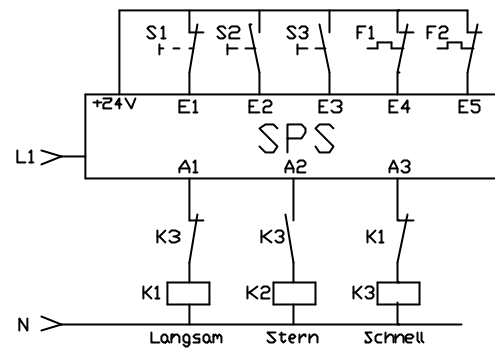 S1 S2 S3 F1 F2
+24V E1 E2 E3 E4 E5
SPS
L1
A1 A2 A3
K3 K3 K1
K1 K2 K3
N
Langsam Stern Schnell